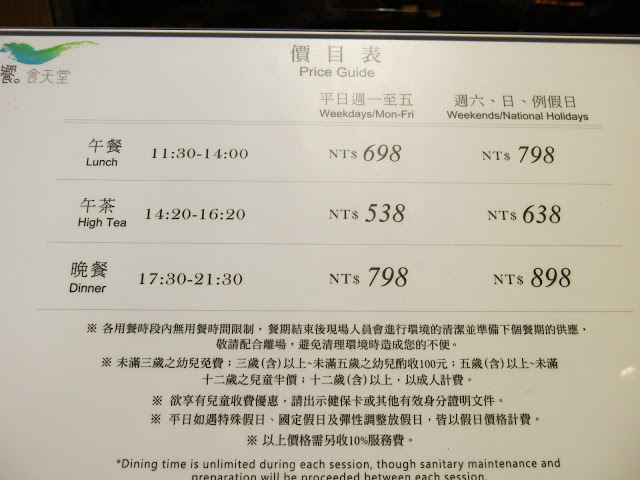 價目表
Price Guide
饗。食天堂
平日週一至五 週六、日、例假日
Weekdays/Mon-Fri Weekends/National Holidays
午餐 11:30-14:00 NT$ 698 NT$ 798
Lunch
午茶 14:20-16:20 NT$ 538 NT$ 638
High Tea
晚餐 17:30-21:30 NT$ 798 NT$ 898
Dinner
※ 各用餐時段內無用餐時間限制，餐期結束後現場人員會進行環境的清潔並準備下個餐期的供應，
敬請配合離場，避免清理環境時造成您的不便。
※ 未滿三歲之幼兒免費；三歲(含)以上~未滿五歲之幼兒酌收100元；五歲(含)以上~未滿
十二歲之兒童半價；十二歲(含)以上，以成人計費。
※ 欲享有兒童收費優惠，請出示健保卡或其他有效身分證明文件。
※ 平日如遇特殊假日、國定假日及彈性調整放假日，皆以假日價格計費。
※ 以上價格需另收10%服務費。
*Dining time is unlimited during each session, though sanitary maintenance and
preparation will be proceeded between each session.